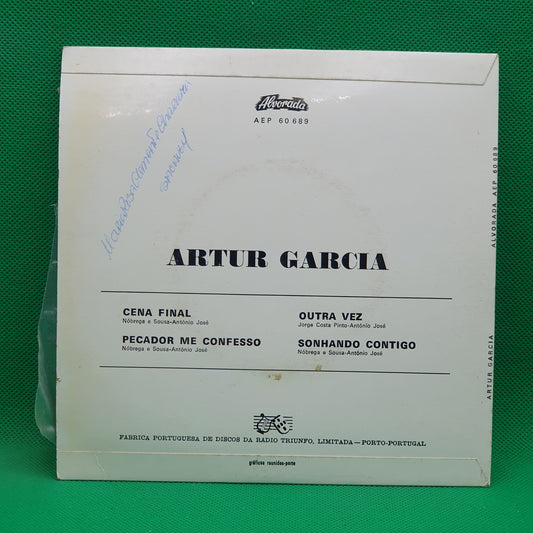 Alvorada
AEP 60 689
ARTUR GARCIA
CENA FINAL
Nóbrega e Sousa-António José
PECADOR ME CONFESSO
Nóbrega e Sousa-António José
OUTRA VEZ
Jorge Costa Pinto-António José
SONHANDO CONTIGO
Nóbrega e Sousa-António José
FABRICA PORTUGUESA DE DISCOS DA RADIO TRIUNFO, LIMITADA — PORTO-PORTUGAL
gráficos reunidos-porto
ALVORADA AEP 60 689
ARTUR GARCIA